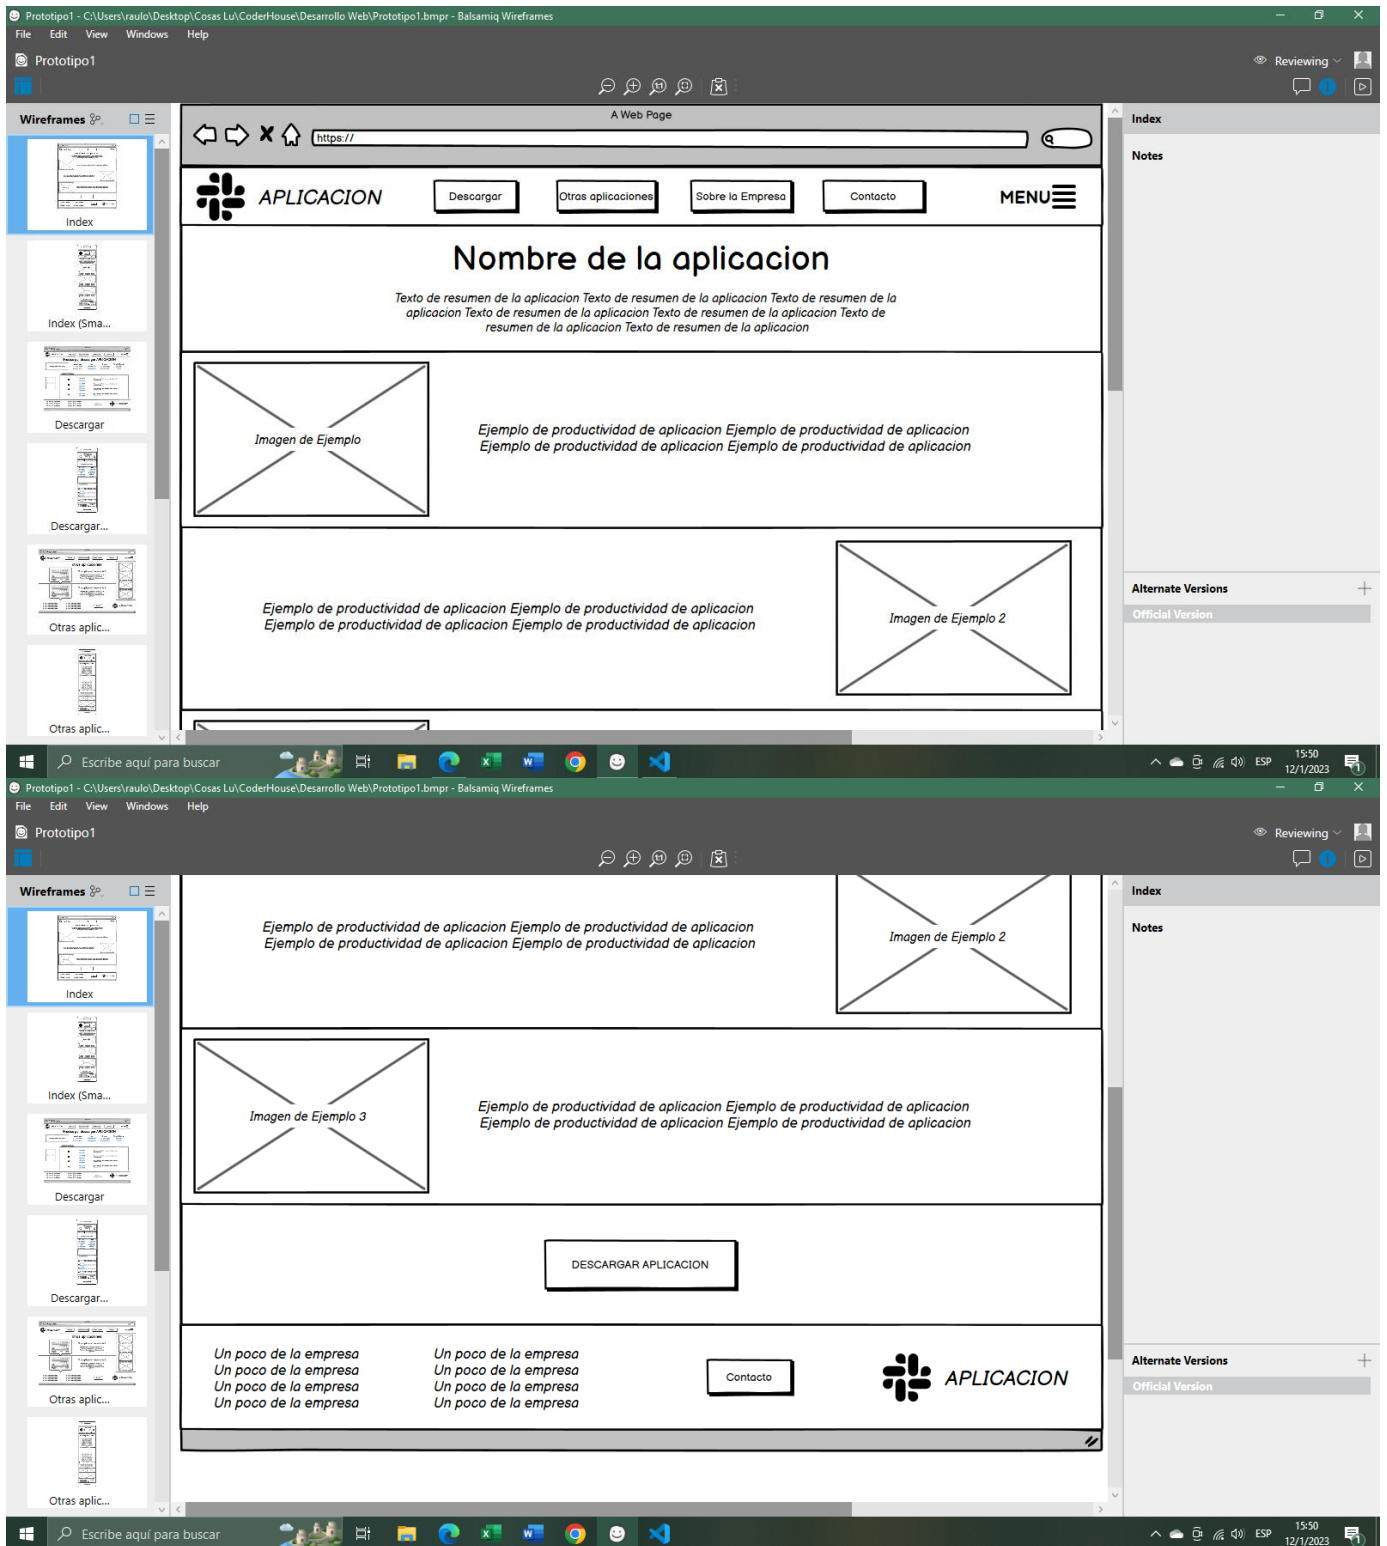 Prototipo1 - C:\Users\raulo\Desktop\Cosas Lu\CoderHouse\Desarrollo Web\Prototipo1.bmpr - Balsamiq Wireframes
File Edit View Windows Help
Prototipo1
Reviewing
Wireframes
Index
Index (Sma...
Descargar
Descargar...
Otras aplic...
Otras aplic...
A Web Page
https://
APLICACION
Descargar
Otras aplicaciones
Sobre la Empresa
Contacto
MENU
Nombre de la aplicacion
Texto de resumen de la aplicacion Texto de resumen de la aplicacion Texto de resumen de la
aplicacion Texto de resumen de la aplicacion Texto de resumen de la aplicacion Texto de
resumen de la aplicacion Texto de resumen de la aplicacion
Imagen de Ejemplo
Ejemplo de productividad de aplicacion Ejemplo de productividad de aplicacion
Ejemplo de productividad de aplicacion Ejemplo de productividad de aplicacion
Ejemplo de productividad de aplicacion Ejemplo de productividad de aplicacion
Ejemplo de productividad de aplicacion Ejemplo de productividad de aplicacion
Imagen de Ejemplo 2
Index
Notes
Alternate Versions
Official Version
Escribe aquí para buscar
ESP
15:50
12/1/2023
Prototipo1 - C:\Users\raulo\Desktop\Cosas Lu\CoderHouse\Desarrollo Web\Prototipo1.bmpr - Balsamiq Wireframes
File Edit View Windows Help
Prototipo1
Reviewing
Wireframes
Index
Index (Sma...
Descargar
Descargar...
Otras aplic...
Otras aplic...
Ejemplo de productividad de aplicacion Ejemplo de productividad de aplicacion
Ejemplo de productividad de aplicacion Ejemplo de productividad de aplicacion
Imagen de Ejemplo 2
Imagen de Ejemplo 3
Ejemplo de productividad de aplicacion Ejemplo de productividad de aplicacion
Ejemplo de productividad de aplicacion Ejemplo de productividad de aplicacion
DESCARGAR APLICACION
Un poco de la empresa
Un poco de la empresa
Un poco de la empresa
Un poco de la empresa
Un poco de la empresa
Un poco de la empresa
Un poco de la empresa
Un poco de la empresa
Contacto
APLICACION
Index
Notes
Alternate Versions
Official Version
Escribe aquí para buscar
ESP
15:50
12/1/2023